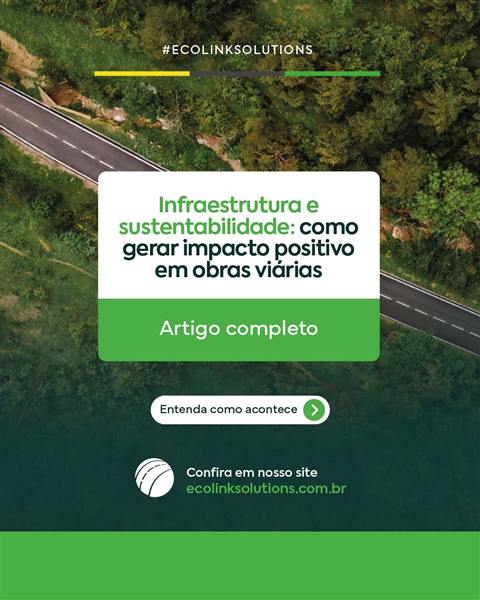 #ECOLINKSOLUTIONS
Infraestrutura e
sustentabilidade: como
gerar impacto positivo
em obras viárias
Artigo completo
Entenda como acontece
Confira em nosso site
ecolinksolutions.com.br